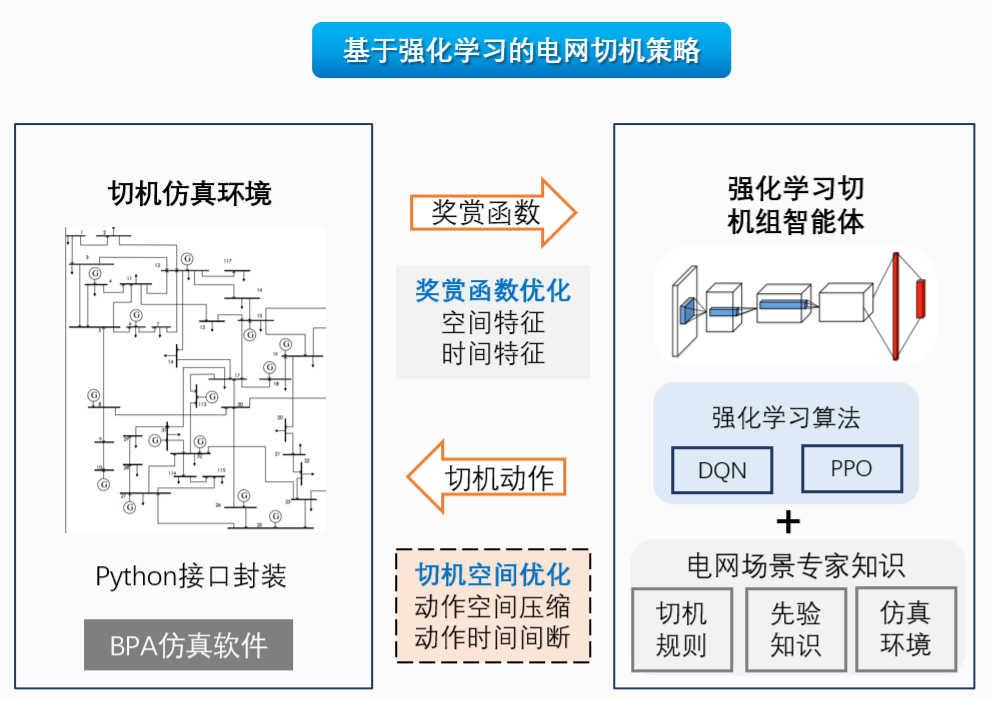 基于强化学习的电网切机策略
切机仿真环境
Python接口封装
BPA仿真软件
奖赏函数
奖赏函数优化
空间特征
时间特征
切机动作
切机空间优化
动作空间压缩
动作时间间断
强化学习切
机组智能体
强化学习算法
DQN
PPO
+
电网场景专家知识
切机
规则
先验
知识
仿真
环境